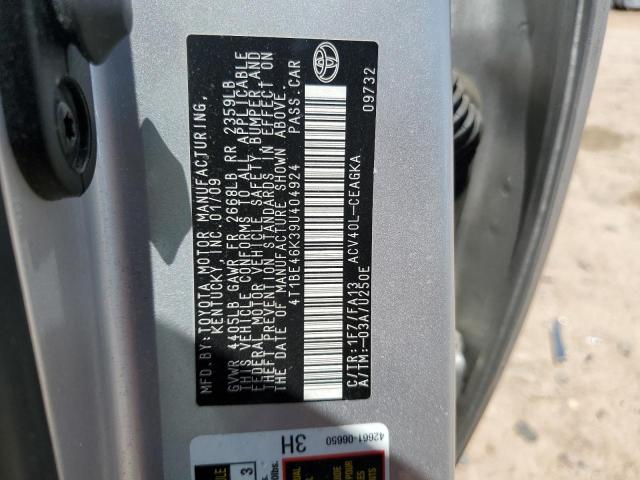 MFD. BY: TOYOTA MOTOR MANUFACTURING,
KENTUCKY, INC. 01/09
GVWR 4405LB GAWR FR 2668LB RR 2359LB
THIS VEHICLE CONFORMS TO ALL APPLICABLE
FEDERAL MOTOR VEHICLE SAFETY, BUMPER, AND
THEFT PREVENTION STANDARDS IN EFFECT ON
THE DATE OF MANUFACTURE SHOWN ABOVE.
4T1BE46K39U404924 PASS. CAR
C/TR: 1F7/FA13 ACV40L-CEAGKA
A/TM: -03A/U250E 09732
42661-06650
3H
3